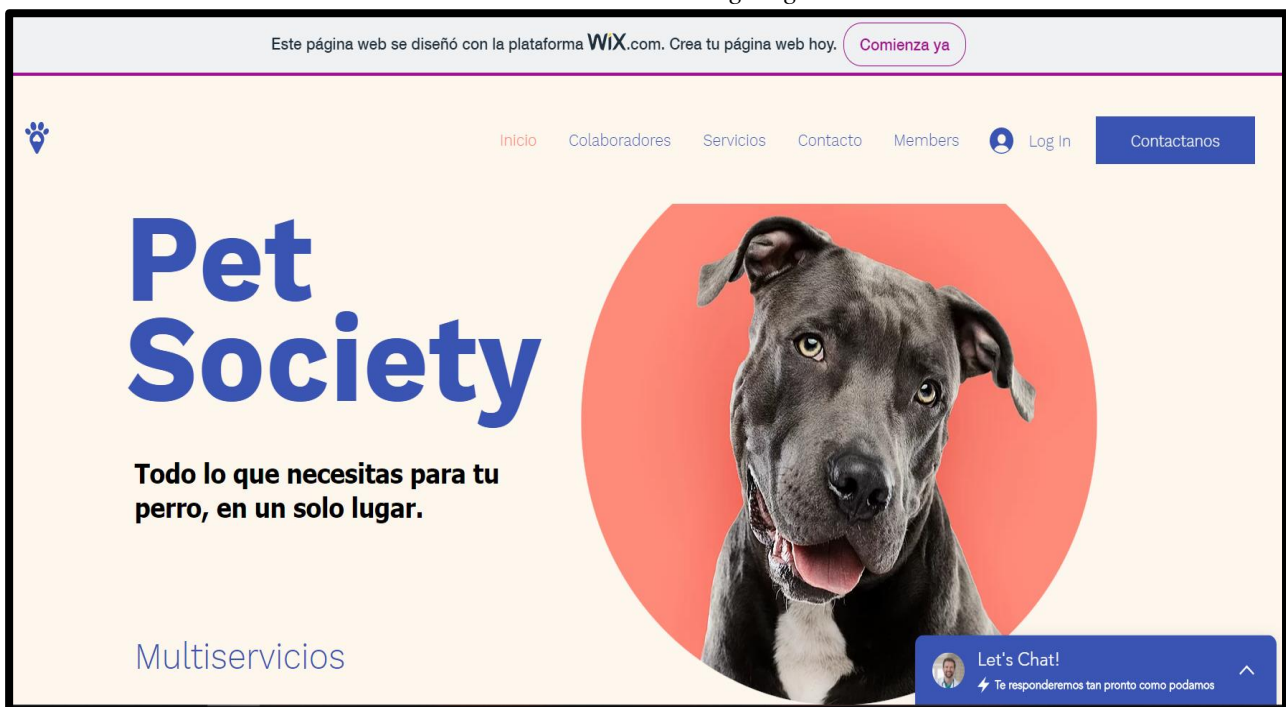 Este página web se diseñó con la plataforma WiX.com. Crea tu página web hoy. Comienza ya
Inicio Colaboradores Servicios Contacto Members Log In Contactanos
Pet
Society
Todo lo que necesitas para tu
perro, en un solo lugar.
Multiservicios
Let's Chat!
Te responderemos tan pronto como podamos